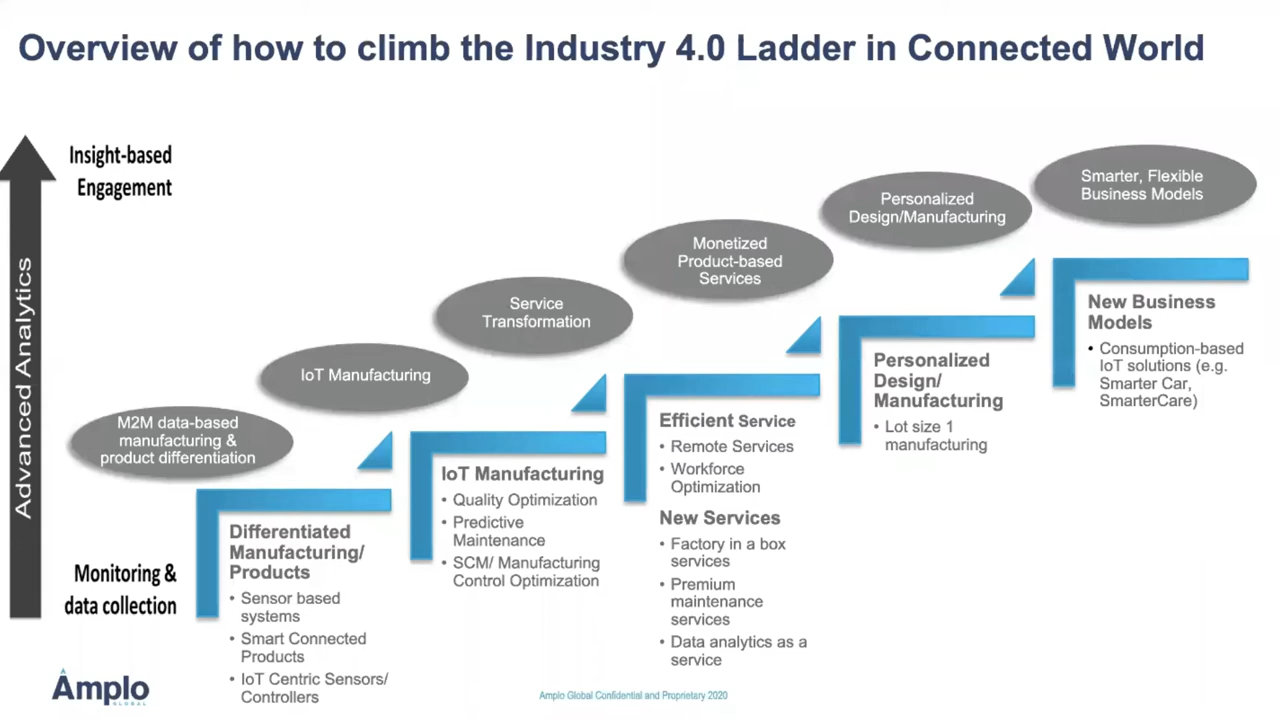 Overview of how to climb the Industry 4.0 Ladder in Connected World
Insight-based
Engagement
Advanced Analytics
Monitoring &
data collection
M2M data-based
manufacturing &
product differentiation
IoT Manufacturing
Service
Transformation
Monetized
Product-based
Services
Personalized
Design/Manufacturing
Smarter, Flexible
Business Models
Differentiated
Manufacturing/
Products
• Sensor based
systems
• Smart Connected
Products
• IoT Centric Sensors/
Controllers
IoT Manufacturing
• Quality Optimization
• Predictive
Maintenance
• SCM/ Manufacturing
Control Optimization
Efficient Service
• Remote Services
• Workforce
Optimization
New Services
• Factory in a box
services
• Premium
maintenance
services
• Data analytics as a
service
Personalized
Design/
Manufacturing
• Lot size 1
manufacturing
New Business
Models
• Consumption-based
IoT solutions (e.g.
Smarter Car,
SmarterCare)
Amplo
GLOBAL
Amplo Global Confidential and Proprietary 2020